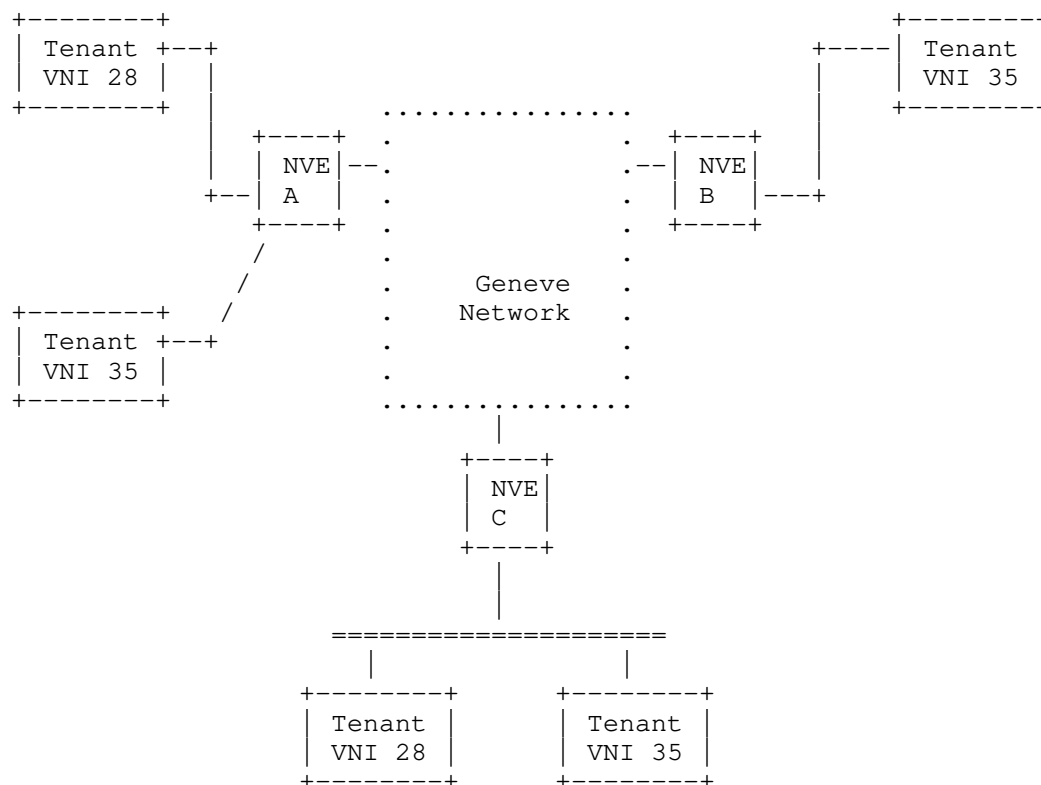 Tenant
VNI 28
Tenant
VNI 35
NVE
A
NVE
B
Geneve
Network
Tenant
VNI 35
NVE
C
Tenant
VNI 28
Tenant
VNI 35